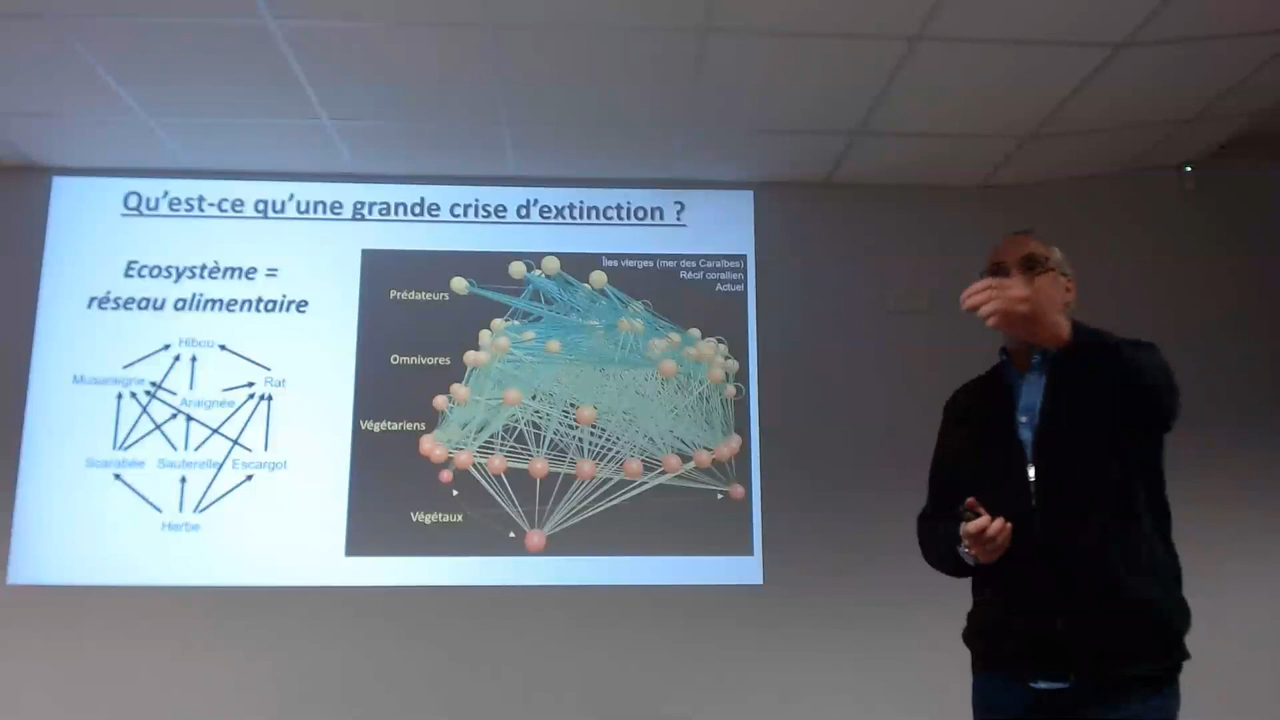 Qu'est-ce qu'une grande crise d'extinction ?
Ecosystème =
réseau alimentaire
Hibou
Musaraigne
Rat
Araignée
Scarabée
Sauterelle
Escargot
Herbe
Îles vierges (mer des Caraïbes)
Récif corallien
Actuel
Prédateurs
Omnivores
Végétariens
Végétaux